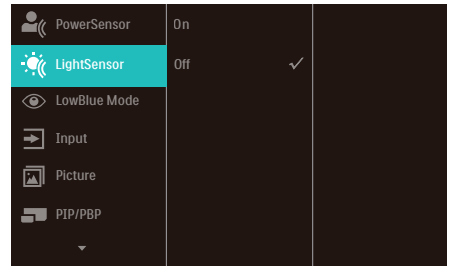 PowerSensor
On
LightSensor
Off
LowBlue Mode
Input
Picture
PIP/PBP